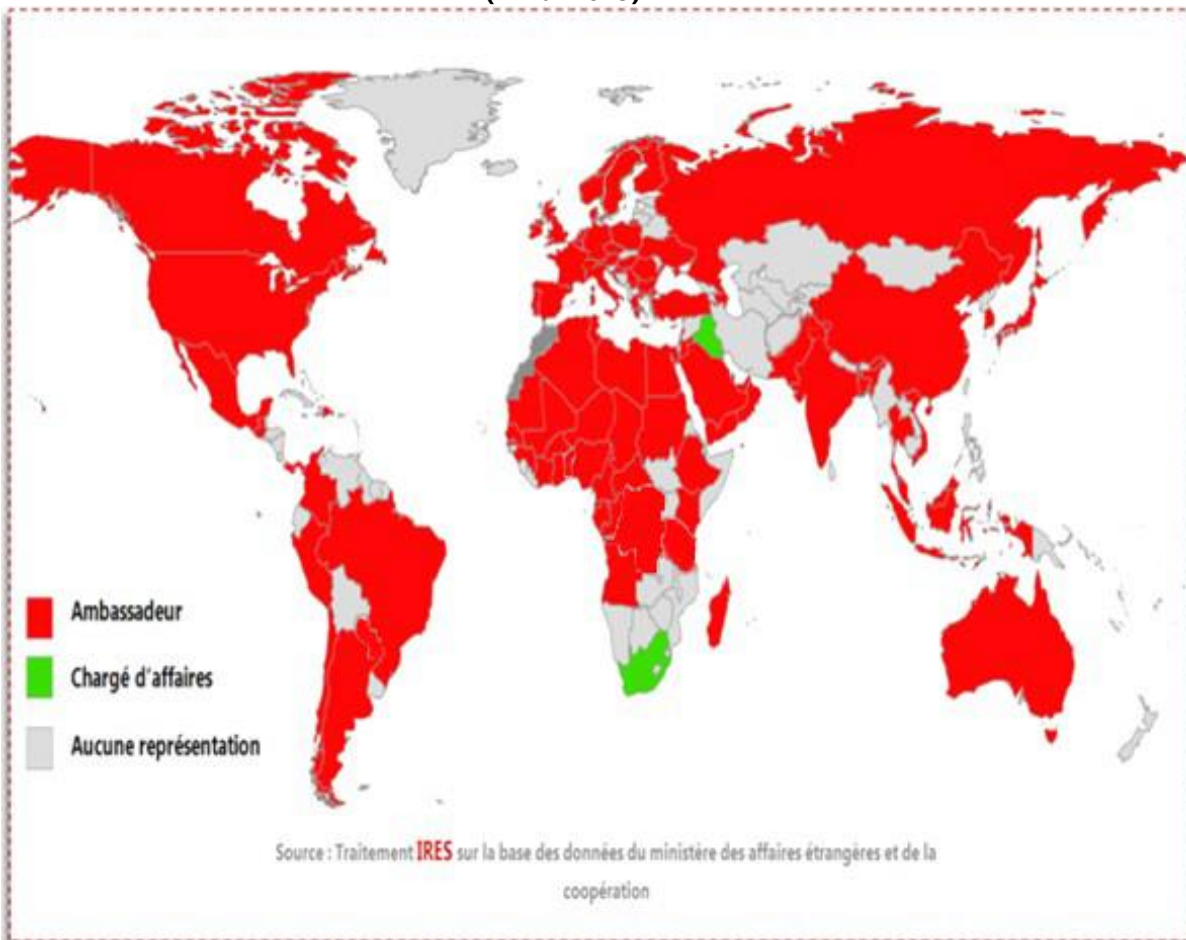 Ambassadeur
Chargé d'affaires
Aucune représentation
Source : Traitement IRES sur la base des données du ministère des affaires étrangères et de la
coopération